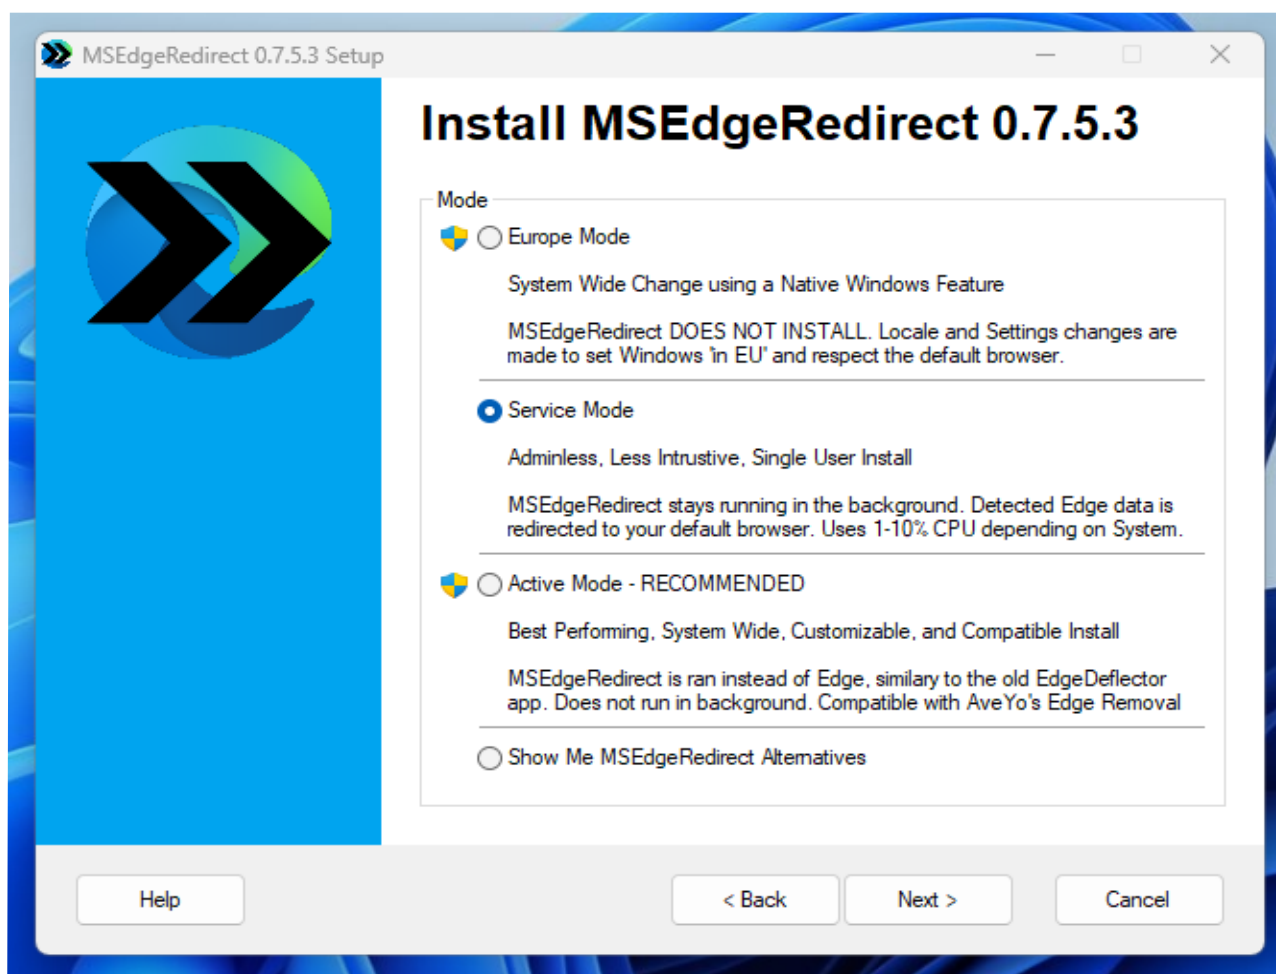 MSEdgeRedirect 0.7.5.3 Setup
Install MSEdgeRedirect 0.7.5.3
Mode
Europe Mode
System Wide Change using a Native Windows Feature
MSEdgeRedirect DOES NOT INSTALL. Locale and Settings changes are
made to set Windows 'in EU' and respect the default browser.
Service Mode
Adminless, Less Intrustive, Single User Install
MSEdgeRedirect stays running in the background. Detected Edge data is
redirected to your default browser. Uses 1-10% CPU depending on System.
Active Mode - RECOMMENDED
Best Performing, System Wide, Customizable, and Compatible Install
MSEdgeRedirect is ran instead of Edge, similary to the old EdgeDeflector
app. Does not run in background. Compatible with AveYo's Edge Removal
Show Me MSEdgeRedirect Alternatives
Help
< Back
Next >
Cancel